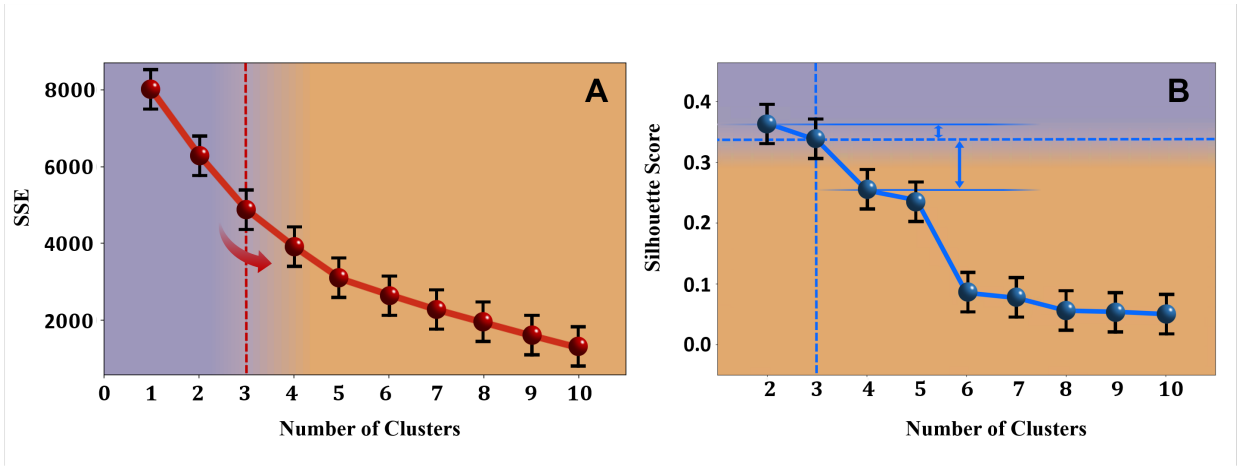 A
8000
6000
4000
2000
SSE
0 1 2 3 4 5 6 7 8 9 10
Number of Clusters
B
0.4
0.3
0.2
0.1
0.0
Silhouette Score
2 3 4 5 6 7 8 9 10
Number of Clusters